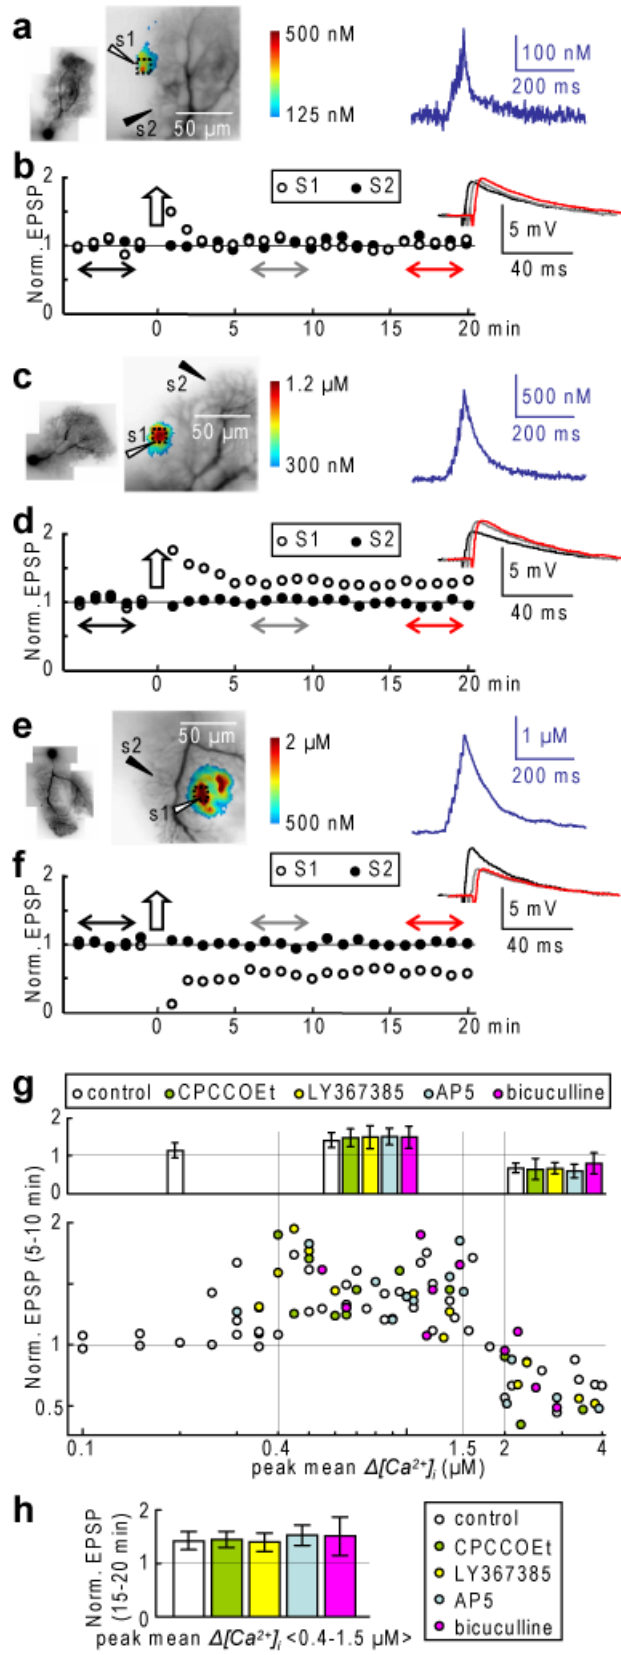 a
s1
s2
50 µm
500 nM
125 nM
100 nM
200 ms
b
Norm. EPSP
2
1
0
S1 S2
5 mV
40 ms
0 5 10 15 20 min
c
s2
s1
50 µm
1.2 µM
300 nM
500 nM
200 ms
d
Norm. EPSP
2
1
0
S1 S2
5 mV
40 ms
0 5 10 15 20 min
e
s2
s1
50 µm
2 µM
500 nM
1 µM
200 ms
f
Norm. EPSP
2
1
0
S1 S2
5 mV
40 ms
0 5 10 15 20 min
g
control CPCCOEt LY367385 AP5 bicuculline
2
1
0
Norm. EPSP (5-10 min)
2
1
0.5
0.1 0.4 1.5 2 4
peak mean Δ[Ca²⁺]ᵢ (µM)
h
Norm. EPSP
(15-20 min)
2
1
0
peak mean Δ[Ca²⁺]ᵢ <0.4-1.5 µM>
control
CPCCOEt
LY367385
AP5
bicuculline